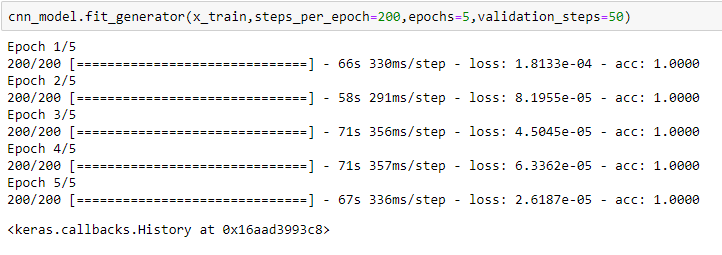 cnn_model.fit_generator(x_train,steps_per_epoch=200,epochs=5,validation_steps=50)
Epoch 1/5
200/200 [==============================] - 66s 330ms/step - loss: 1.8133e-04 - acc: 1.0000
Epoch 2/5
200/200 [==============================] - 58s 291ms/step - loss: 8.1955e-05 - acc: 1.0000
Epoch 3/5
200/200 [==============================] - 71s 356ms/step - loss: 4.5045e-05 - acc: 1.0000
Epoch 4/5
200/200 [==============================] - 71s 357ms/step - loss: 6.3362e-05 - acc: 1.0000
Epoch 5/5
200/200 [==============================] - 67s 336ms/step - loss: 2.6187e-05 - acc: 1.0000
<keras.callbacks.History at 0x16aad3993c8>